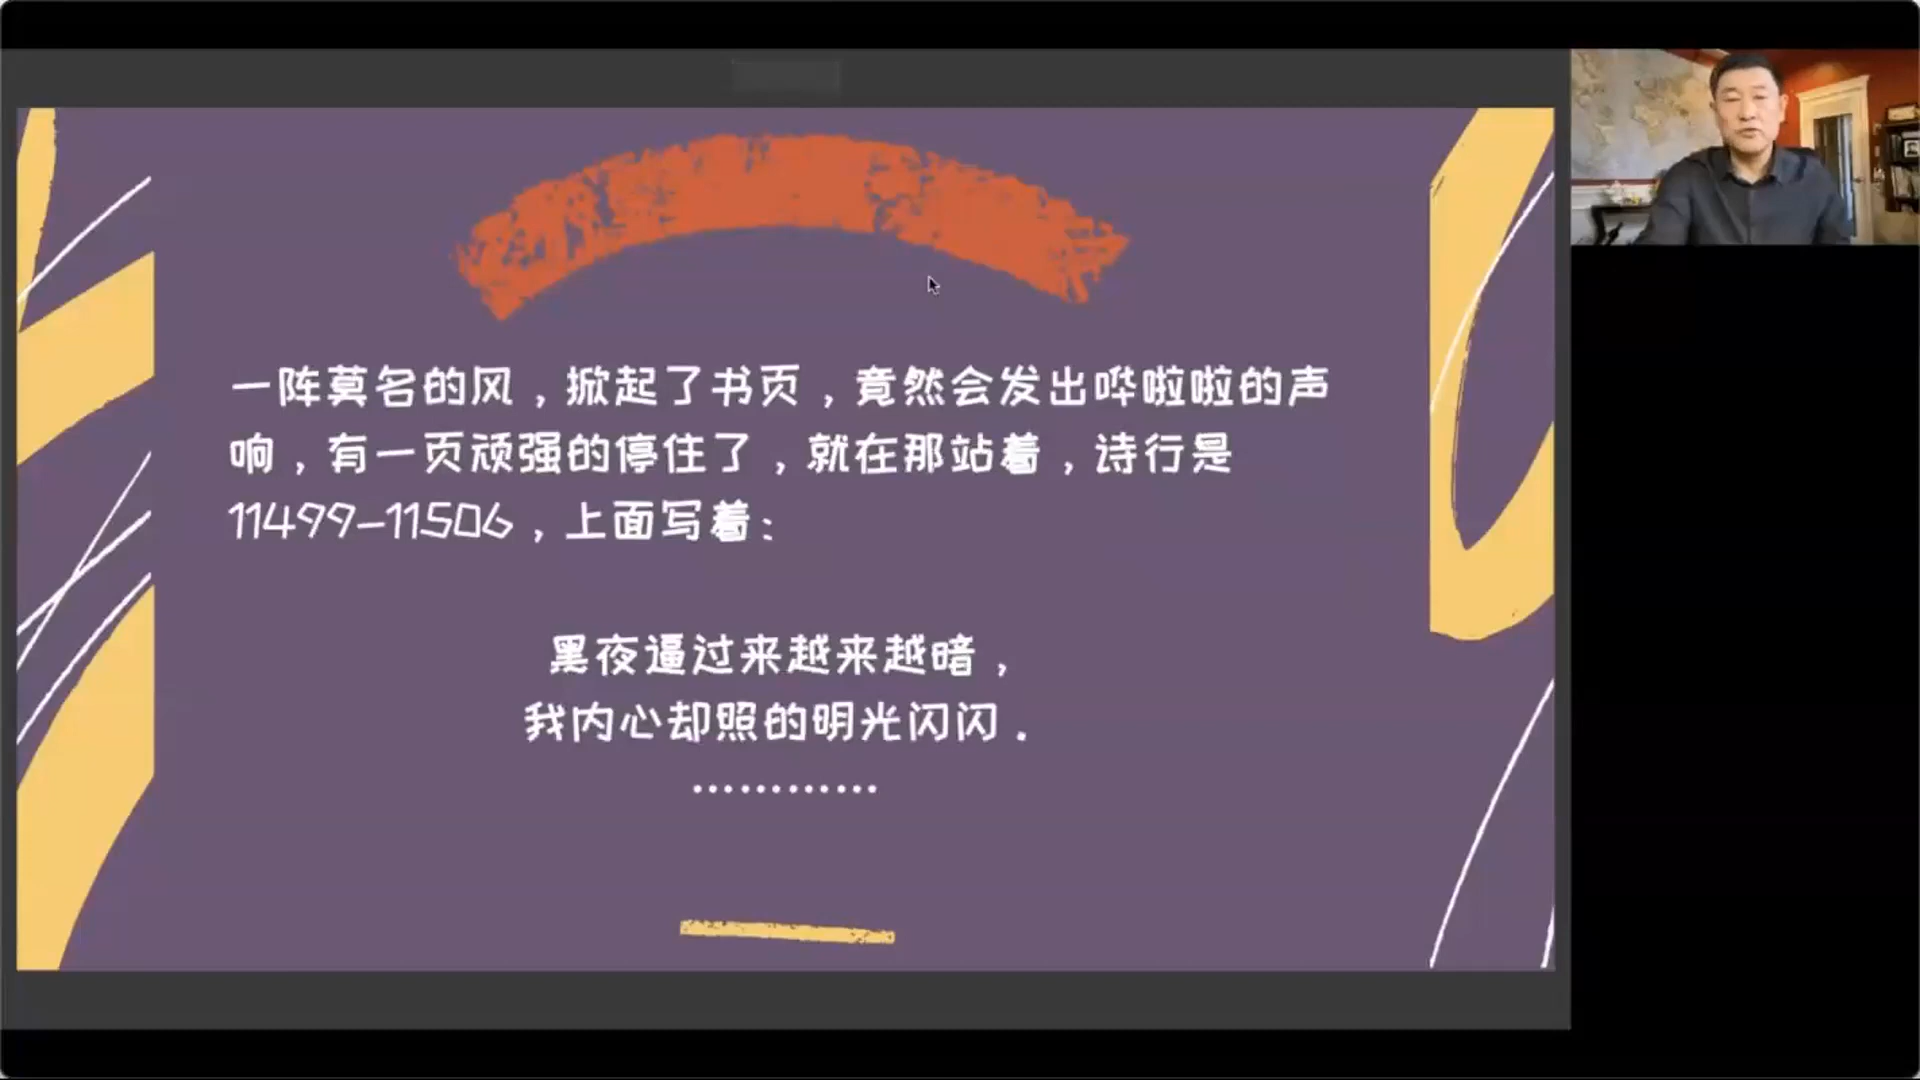 一阵莫名的风，掀起了书页，竟然会发出哗啦啦的声
响，有一页顽强的停住了，就在那站着，诗行是
11499-11506，上面写着：
黑夜逼过来越来越暗，
我内心却照的明光闪闪．
…………